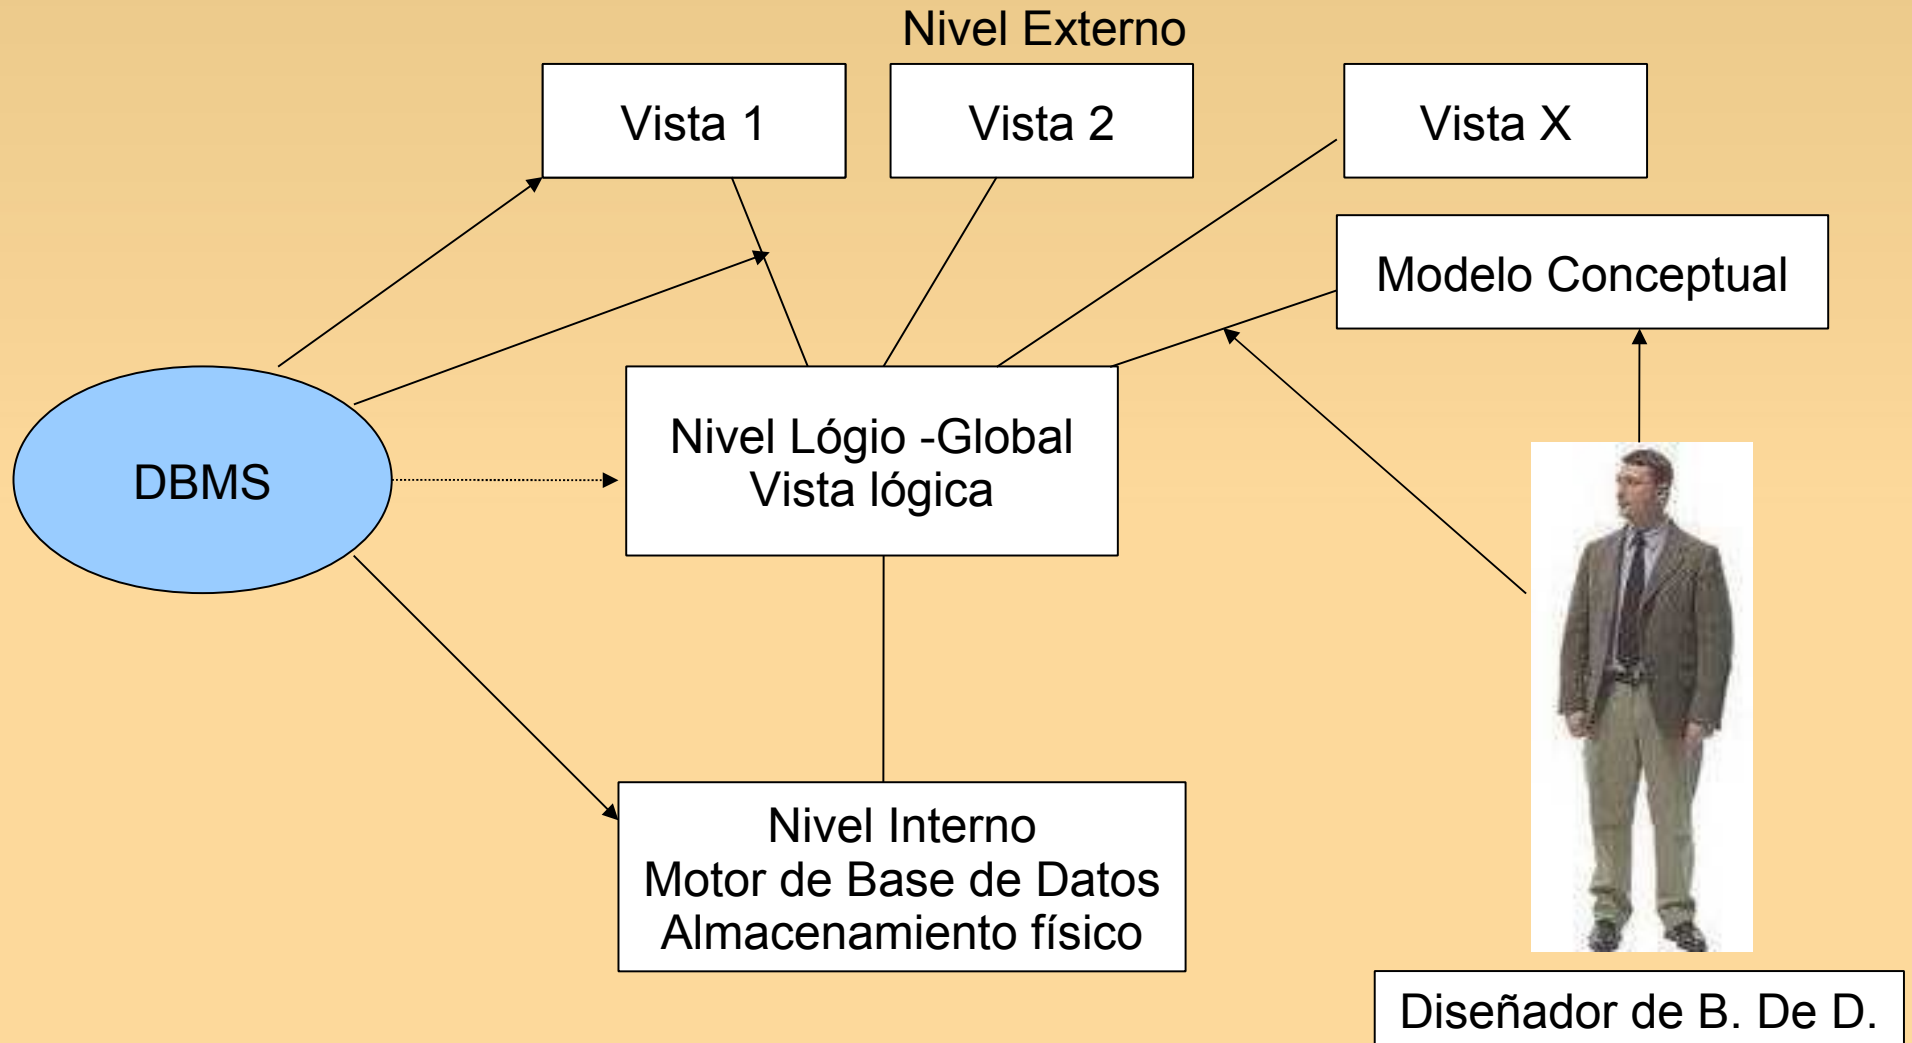 Nivel Externo
Vista 1
Vista 2
Vista X
Modelo Conceptual
DBMS
Nivel Lógio -Global
Vista lógica
Nivel Interno
Motor de Base de Datos
Almacenamiento físico
Diseñador de B. De D.